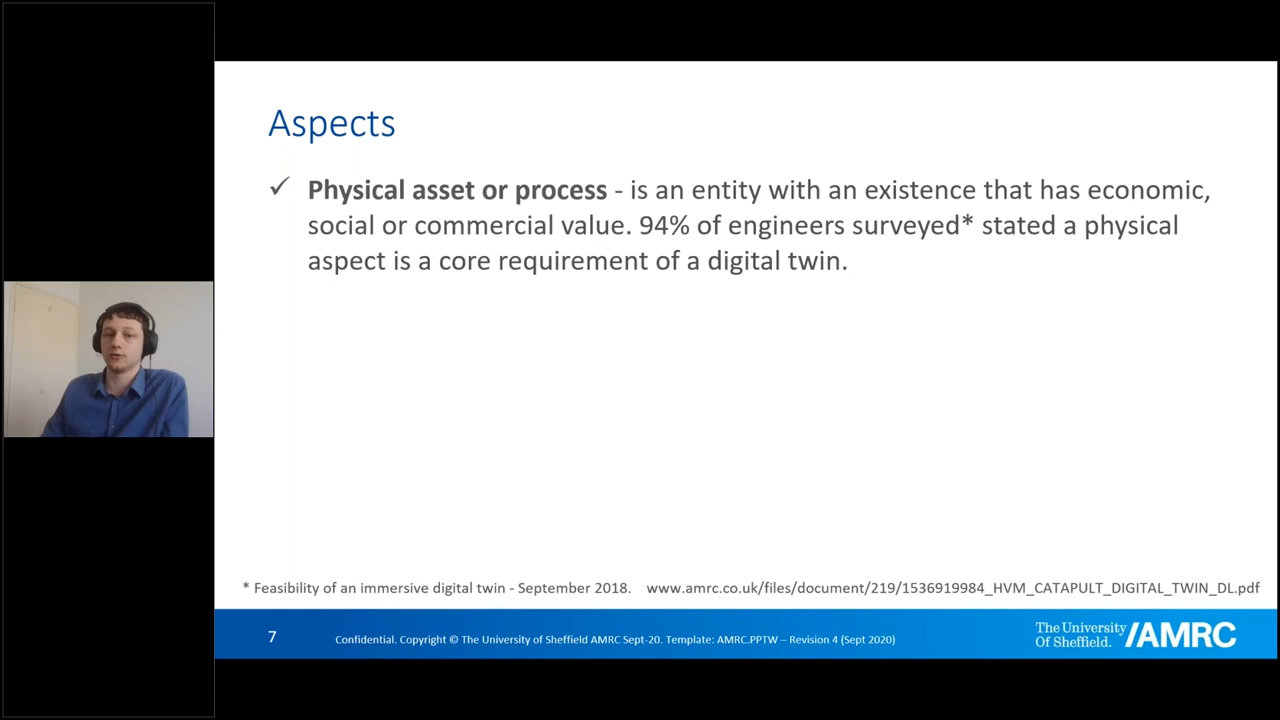 Aspects
✓ Physical asset or process - is an entity with an existence that has economic,
social or commercial value. 94% of engineers surveyed* stated a physical
aspect is a core requirement of a digital twin.
* Feasibility of an immersive digital twin - September 2018. www.amrc.co.uk/files/document/219/1536919984_HVM_CATAPULT_DIGITAL_TWIN_DL.pdf
7
Confidential. Copyright © The University of Sheffield AMRC Sept-20. Template: AMRC.PPTW – Revision 4 (Sept 2020)
The University
Of Sheffield.
/AMRC